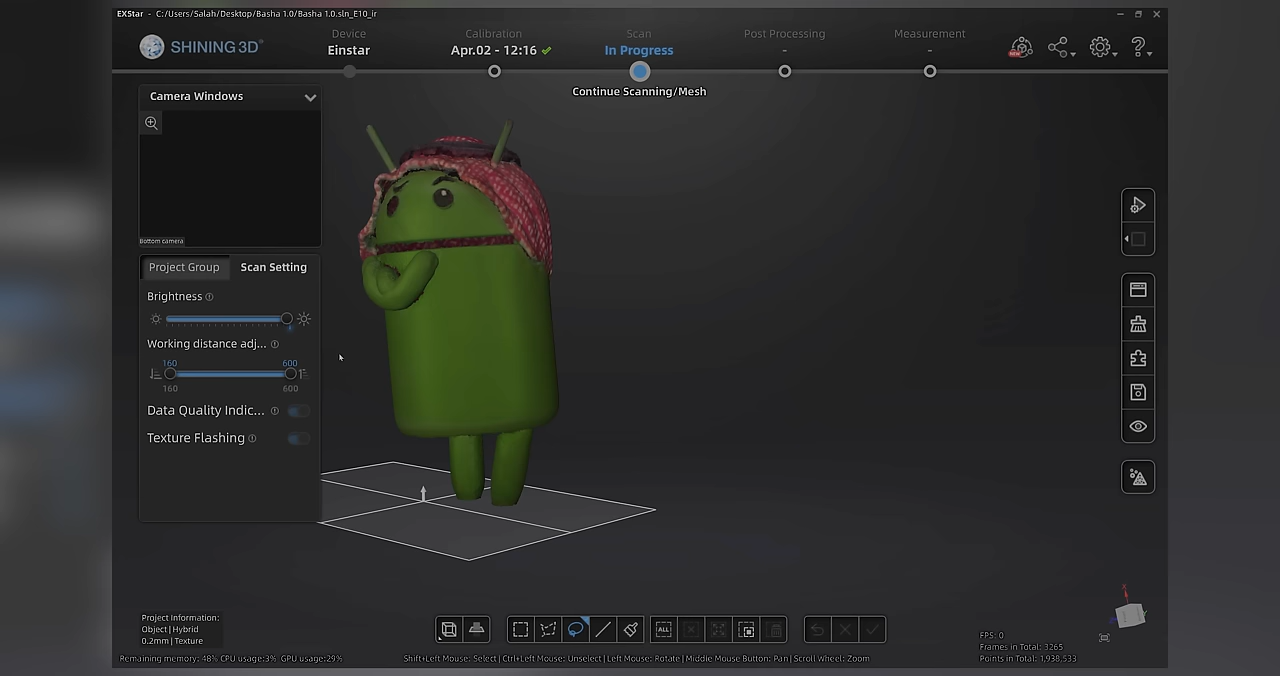 EXStar - C:/Users/Salah/Desktop/Basha 1.0/Basha 1.0.sln_E10_ir
SHINING 3D®
Device
Einstar
Calibration
Apr.02 - 12:16
Scan
In Progress
Post Processing
-
Measurement
-
NEW
Continue Scanning/Mesh
Camera Windows
Bottom camera
Project Group
Scan Setting
Brightness
Working distance adj...
160
600
160
600
Data Quality Indic...
Texture Flashing
ALL
Project Information:
Object|Hybrid
0.2mm|Texture
FPS: 0
Frames in Total: 3265
Points in Total: 1,938,533
Remaining memory: 48% CPU usage:3% GPU usage:29%
Shift+Left Mouse: Select | Ctrl+Left Mouse: Unselect | Left Mouse: Rotate | Middle Mouse Button: Pan | Scroll Wheel: Zoom
X